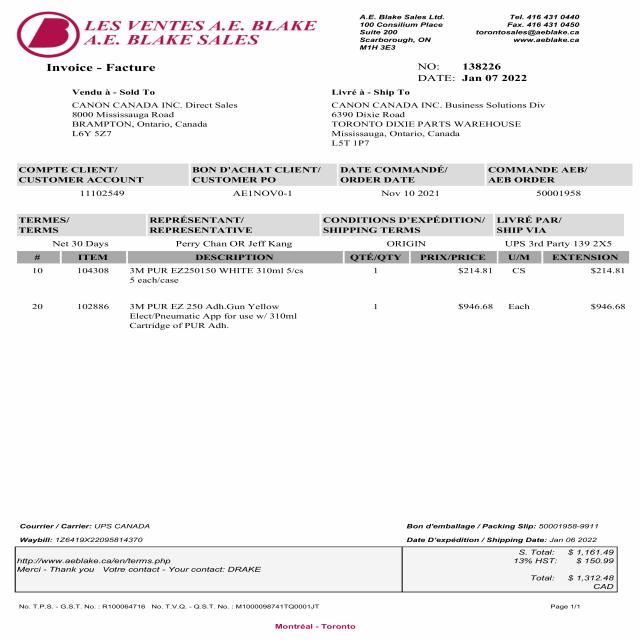 LES VENTES A.E. BLAKE
A.E. BLAKE SALES
A.E. Blake Sales Ltd.
100 Consilium Place
Suite 200
Scarborough, ON
M1H 3E3
Tel. 416 431 0440
Fax. 416 431 0450
torontosales@aeblake.ca
www.aeblake.ca
Invoice - Facture
NO: 138226
DATE: Jan 07 2022
Vendu à - Sold To
CANON CANADA INC. Direct Sales
8000 Mississauga Road
BRAMPTON, Ontario, Canada
L6Y 5Z7
Livré à - Ship To
CANON CANADA INC. Business Solutions Div
6390 Dixie Road
TORONTO DIXIE PARTS WAREHOUSE
Mississauga, Ontario, Canada
L5T 1P7
COMPTE CLIENT/ BON D'ACHAT CLIENT/ DATE COMMANDÉ/ COMMANDE AEB/
CUSTOMER ACCOUNT CUSTOMER PO ORDER DATE AEB ORDER
11102549 AE1NOV0-1 Nov 10 2021 50001958
TERMES/ REPRÉSENTANT/ CONDITIONS D'EXPÉDITION/ LIVRÉ PAR/
TERMS REPRESENTATIVE SHIPPING TERMS SHIP VIA
Net 30 Days Perry Chan OR Jeff Kang ORIGIN UPS 3rd Party 139 2X5
# ITEM DESCRIPTION QTÉ/QTY PRIX/PRICE U/M EXTENSION
10 104308 3M PUR EZ250150 WHITE 310ml 5/cs 1 $214.81 CS $214.81
5 each/case
20 102886 3M PUR EZ 250 Adh.Gun Yellow 1 $946.68 Each $946.68
Elect/Pneumatic App for use w/ 310ml
Cartridge of PUR Adh.
Courrier / Carrier: UPS CANADA
Bon d'emballage / Packing Slip: 50001958-9911
Waybill: 1Z6419X22095814370
Date D'expédition / Shipping Date: Jan 06 2022
http://www.aeblake.ca/en/terms.php
Merci - Thank you Votre contact - Your contact: DRAKE
S. Total: $ 1,161.49
13% HST: $ 150.99
Total: $ 1,312.48
CAD
No. T.P.S. - G.S.T. No. : R100064716 No. T.V.Q. - Q.S.T. No. : M1000098741TQ0001JT
Page 1/1
Montréal - Toronto